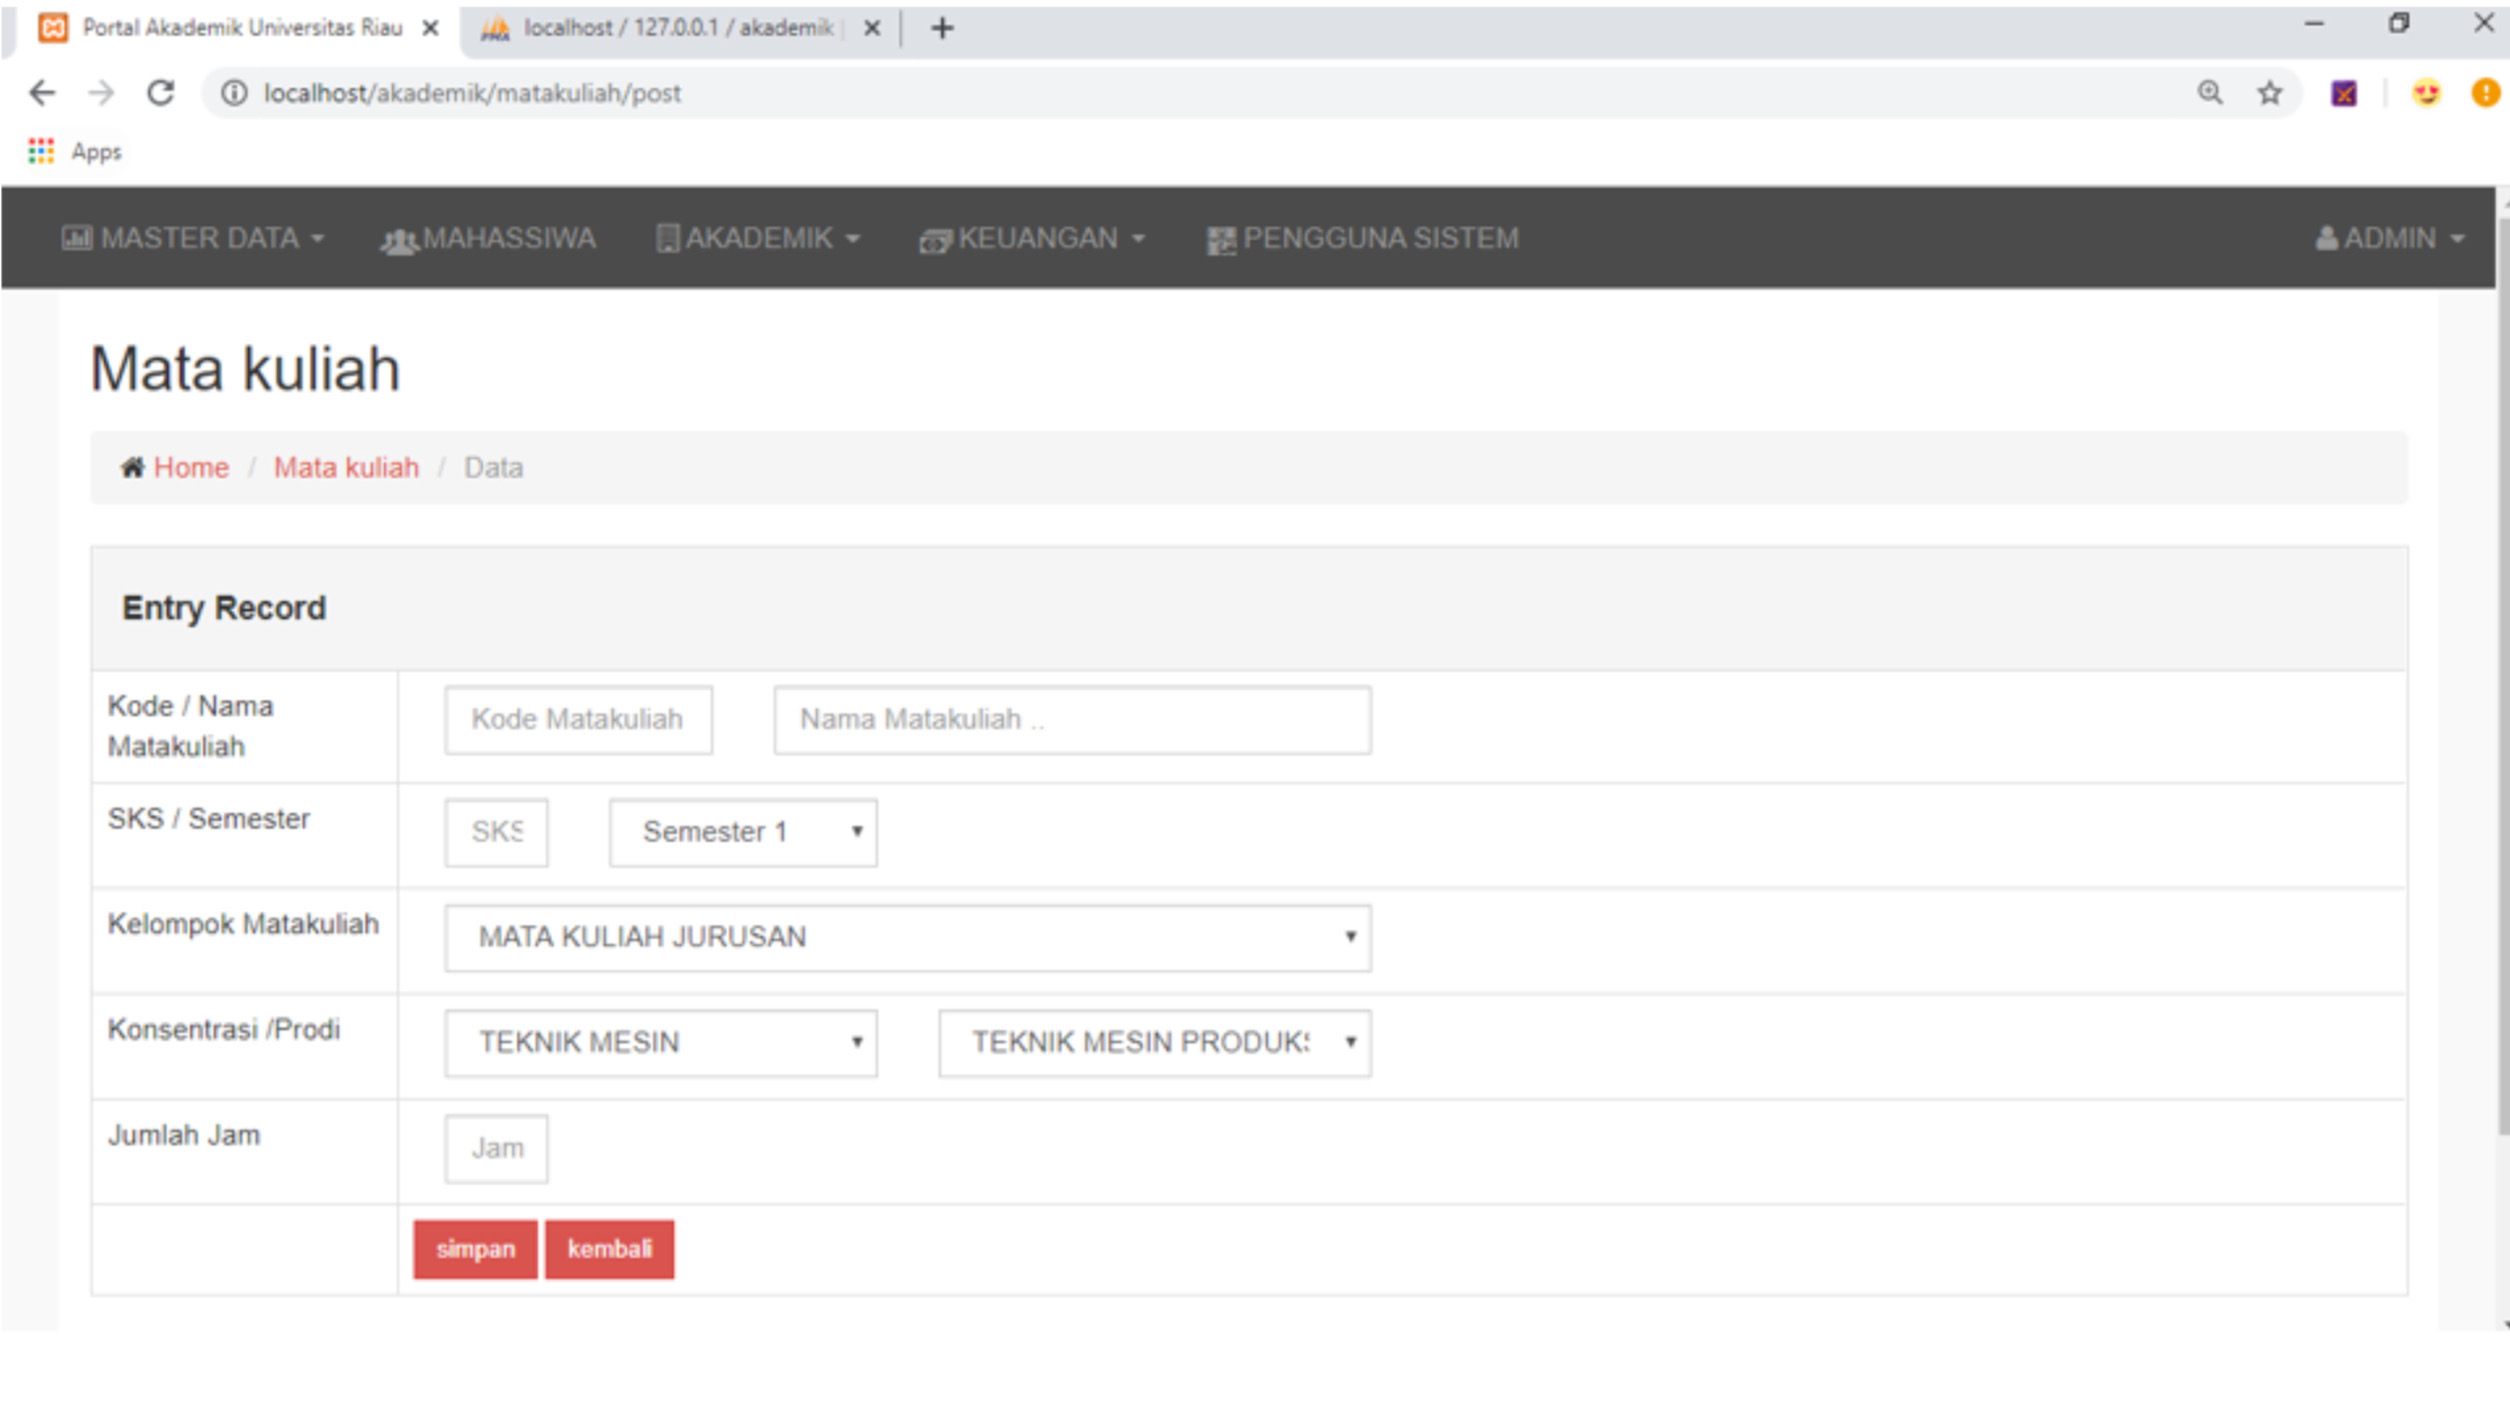 Portal Akademik Universitas Riau
localhost / 127.0.0.1 / akademik
localhost/akademik/matakuliah/post
Apps
MASTER DATA
MAHASSIWA
AKADEMIK
KEUANGAN
PENGGUNA SISTEM
ADMIN
Mata kuliah
Home / Mata kuliah / Data
Entry Record
Kode / Nama
Matakuliah
Kode Matakuliah
Nama Matakuliah ..
SKS / Semester
SKS
Semester 1
Kelompok Matakuliah
MATA KULIAH JURUSAN
Konsentrasi /Prodi
TEKNIK MESIN
TEKNIK MESIN PRODUKS
Jumlah Jam
Jam
simpan
kembali